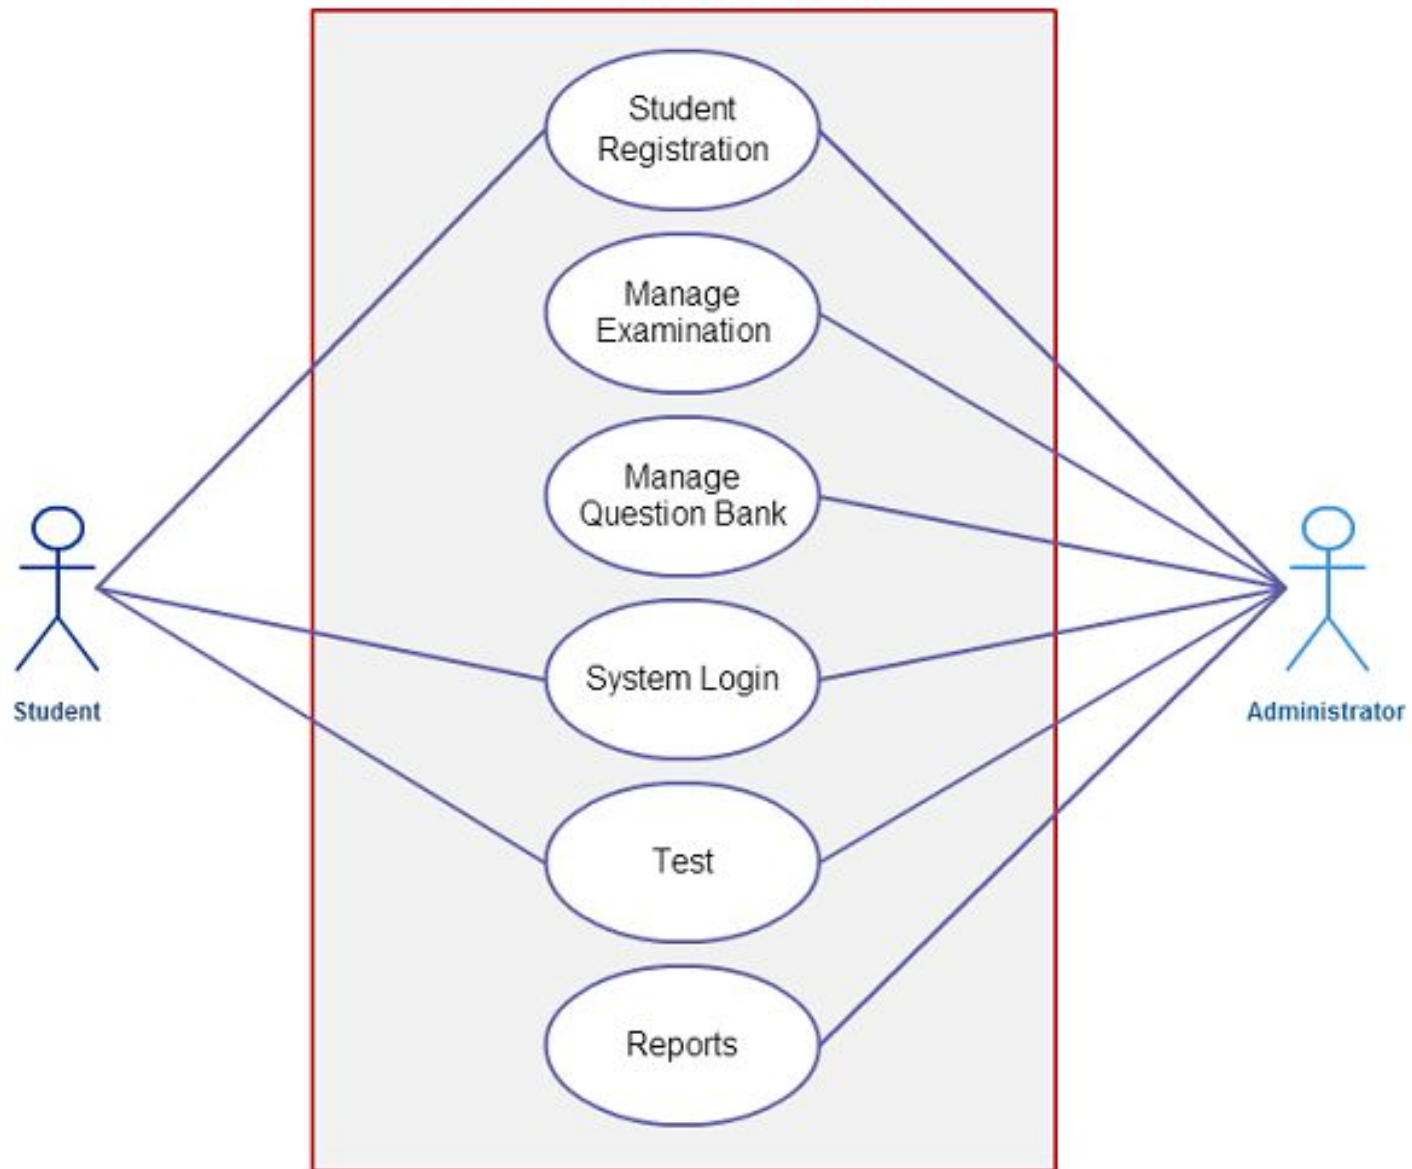 Student
Registration
Manage
Examination
Manage
Question Bank
System Login
Test
Reports
Student
Administrator